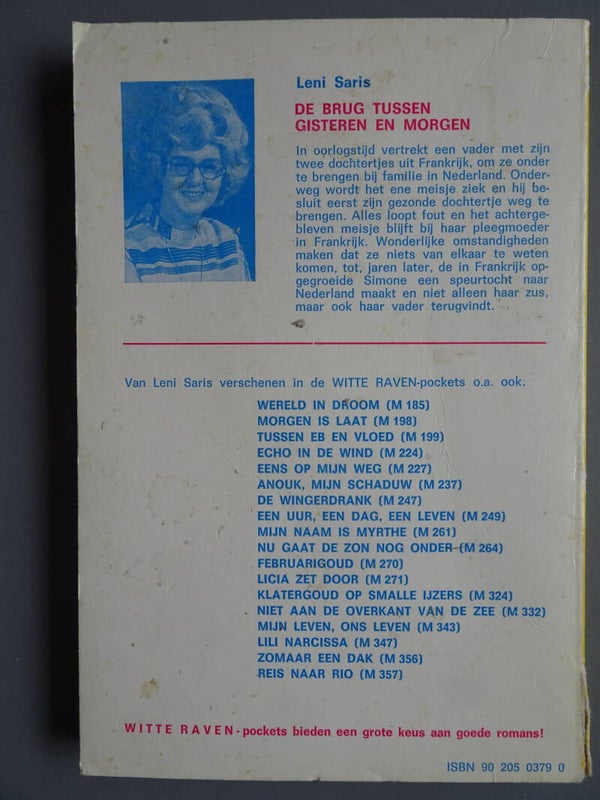 Leni Saris
DE BRUG TUSSEN
GISTEREN EN MORGEN
In oorlogstijd vertrekt een vader met zijn
twee dochtertjes uit Frankrijk, om ze onder
te brengen bij familie in Nederland. Onder-
weg wordt het ene meisje ziek en hij be-
sluit eerst zijn gezonde dochtertje weg te
brengen. Alles loopt fout en het achterge-
bleven meisje blijft bij haar pleegmoeder
in Frankrijk. Wonderlijke omstandigheden
maken dat ze niets van elkaar te weten
komen, tot, jaren later, de in Frankrijk op-
gegroeide Simone een speurtocht naar
Nederland maakt en niet alleen haar zus,
maar ook haar vader terugvindt.
Van Leni Saris verschenen in de WITTE RAVEN-pockets o.a. ook:
WERELD IN DROOM (M 185)
MORGEN IS LAAT (M 198)
TUSSEN EB EN VLOED (M 199)
ECHO IN DE WIND (M 224)
EENS OP MIJN WEG (M 227)
ANOUK, MIJN SCHADUW (M 237)
DE WINGERDRANK (M 247)
EEN UUR, EEN DAG, EEN LEVEN (M 249)
MIJN NAAM IS MYRTHE (M 261)
NU GAAT DE ZON NOG ONDER (M 264)
FEBRUARIGOUD (M 270)
LICIA ZET DOOR (M 271)
KLATERGOUD OP SMALLE IJZERS (M 324)
NIET AAN DE OVERKANT VAN DE ZEE (M 332)
MIJN LEVEN, ONS LEVEN (M 343)
LILI NARCISSA (M 347)
ZOMAAR EEN DAK (M 356)
REIS NAAR RIO (M 357)
WITTE RAVEN-pockets bieden een grote keus aan goede romans!
ISBN 90 205 0379 0